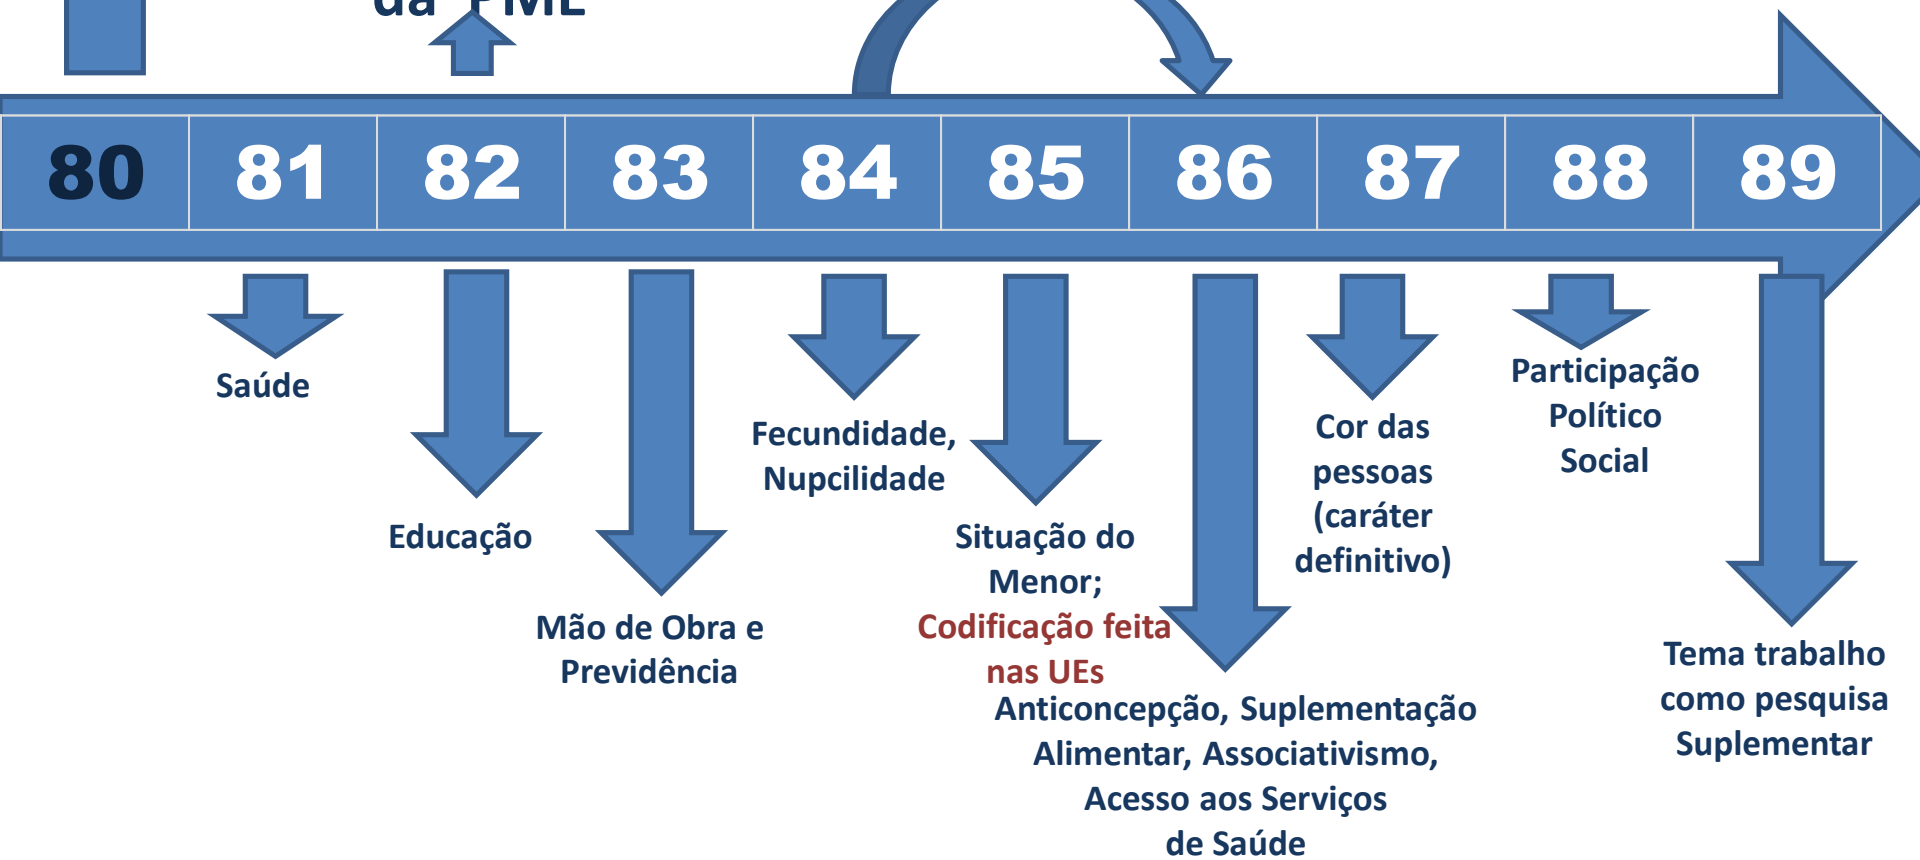 da PME
80 81 82 83 84 85 86 87 88 89
Saúde
Educação
Mão de Obra e
Previdência
Fecundidade,
Nupcilidade
Situação do
Menor;
Codificação feita
nas UEs
Anticoncepção, Suplementação
Alimentar, Associativismo,
Acesso aos Serviços
de Saúde
Cor das
pessoas
(caráter
definitivo)
Participação
Político
Social
Tema trabalho
como pesquisa
Suplementar